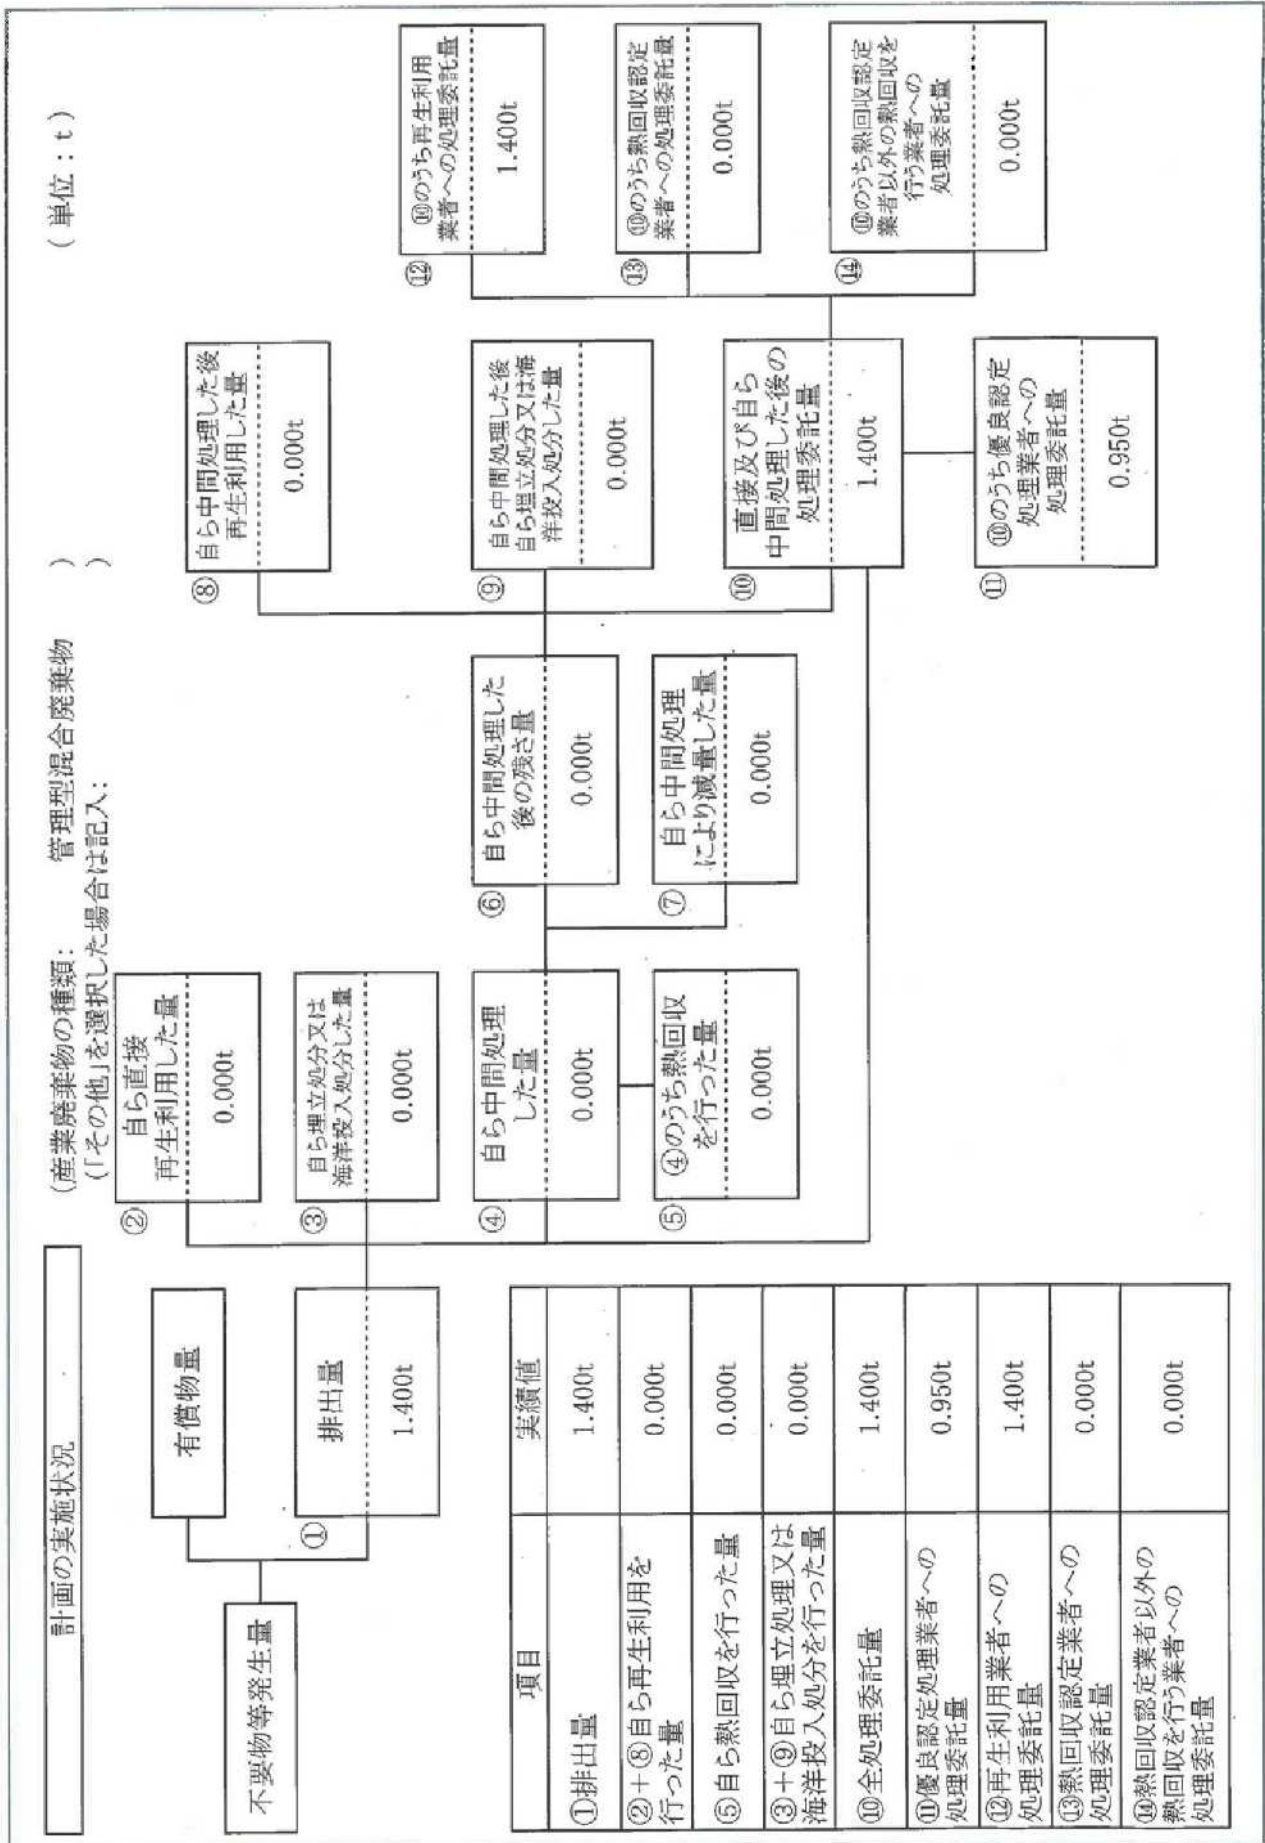 計画の実施状況
(産業廃棄物の種類： 管理型混合廃棄物 )
(「その他」を選択した場合は記入： )
(単位：t)
不要物等発生量
有償物量
①
排出量
1.400t
②
自ら直接
再生利用した量
0.000t
③
自ら埋立処分又は
海洋投入処分した量
0.000t
④
自ら中間処理
した量
0.000t
⑤
④のうち熱回収
を行った量
0.000t
⑥
自ら中間処理した
後の残さ量
0.000t
⑦
自ら中間処理
により減量した量
0.000t
⑧
自ら中間処理した後
再生利用した量
0.000t
⑨
自ら中間処理した後
自ら埋立処分又は海
洋投入処分した量
0.000t
⑩
直接及び自ら
中間処理した後の
処理委託量
1.400t
⑪
⑩のうち優良認定
処理業者への
処理委託量
0.950t
⑫
⑩のうち再生利用
業者への処理委託量
1.400t
⑬
⑩のうち熱回収認定
業者への処理委託量
0.000t
⑭
⑩のうち熱回収認定
業者以外の熱回収を
行う業者への
処理委託量
0.000t
項目 実績値
①排出量 1.400t
②＋⑧自ら再生利用を
行った量 0.000t
⑤自ら熱回収を行った量 0.000t
③＋⑨自ら埋立処理又は
海洋投入処分を行った量 0.000t
⑩全処理委託量 1.400t
⑪優良認定処理業者への
処理委託量 0.950t
⑫再生利用業者への
処理委託量 1.400t
⑬熱回収認定業者への
処理委託量 0.000t
⑭熱回収認定業者以外の
熱回収を行う業者への
処理委託量 0.000t